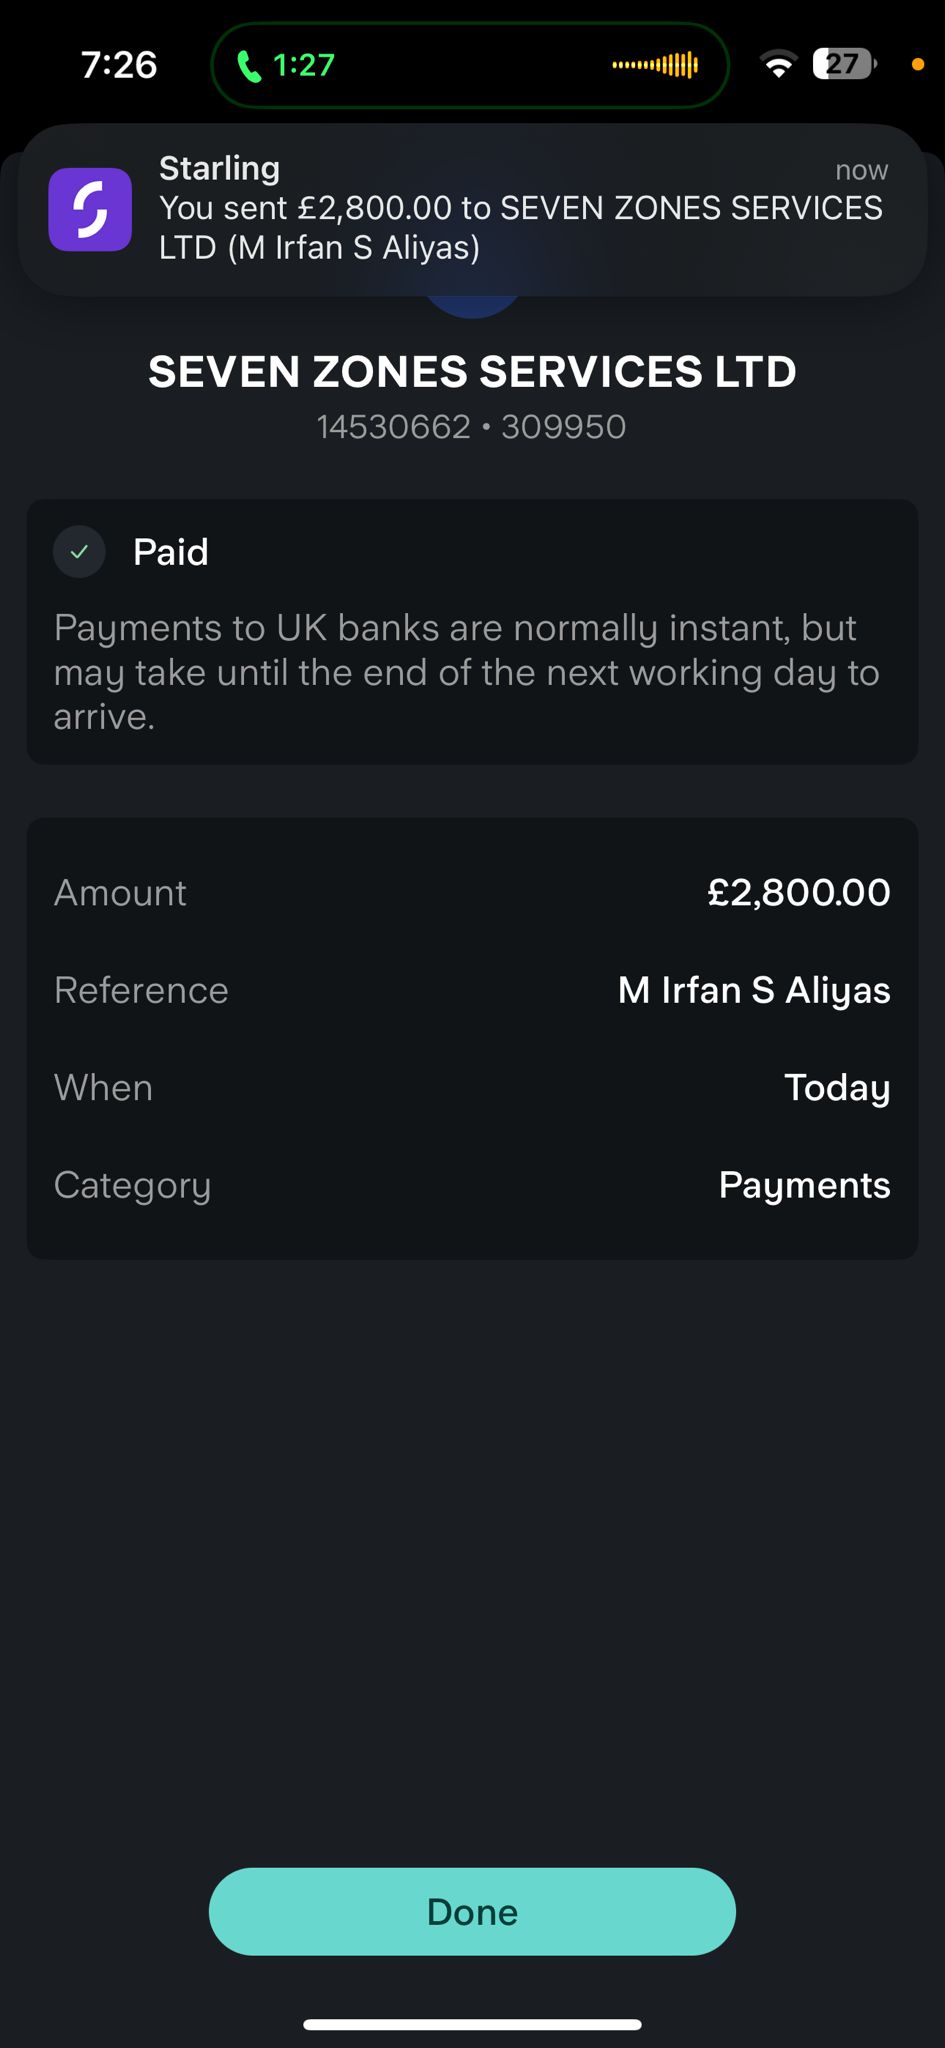 7:26
1:27
27
Starling
now
You sent £2,800.00 to SEVEN ZONES SERVICES
LTD (M Irfan S Aliyas)
SEVEN ZONES SERVICES LTD
14530662 • 309950
Paid
Payments to UK banks are normally instant, but
may take until the end of the next working day to
arrive.
Amount £2,800.00
Reference M Irfan S Aliyas
When Today
Category Payments
Done